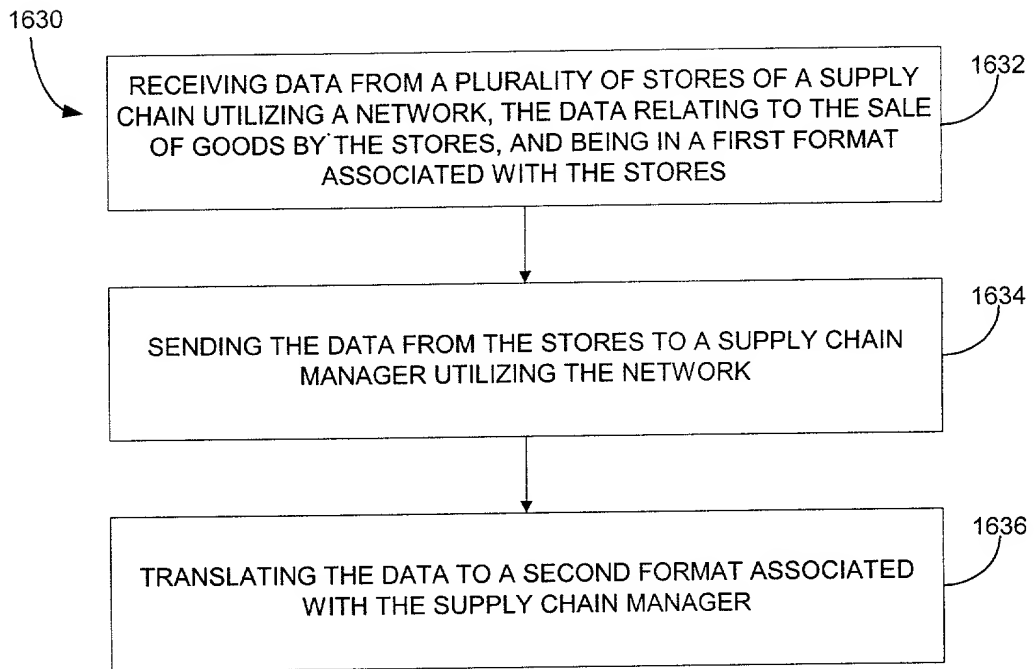 1630
1632
RECEIVING DATA FROM A PLURALITY OF STORES OF A SUPPLY
CHAIN UTILIZING A NETWORK, THE DATA RELATING TO THE SALE
OF GOODS BY THE STORES, AND BEING IN A FIRST FORMAT
ASSOCIATED WITH THE STORES
1634
SENDING THE DATA FROM THE STORES TO A SUPPLY CHAIN
MANAGER UTILIZING THE NETWORK
1636
TRANSLATING THE DATA TO A SECOND FORMAT ASSOCIATED
WITH THE SUPPLY CHAIN MANAGER